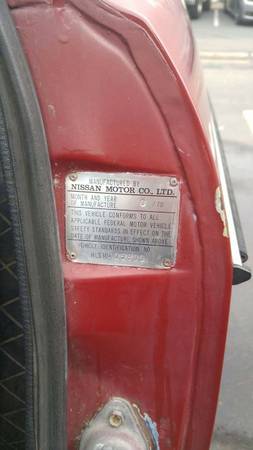 MANUFACTURED BY
NISSAN MOTOR CO., LTD.
MONTH AND YEAR
OF MANUFACTURE /70
THIS VEHICLE CONFORMS TO ALL
APPLICABLE FEDERAL MOTOR VEHICLE
SAFETY STANDARDS IN EFFECT ON THE
DATE OF MANUFACTURE SHOWN ABOVE
VEHICLE IDENTIFICATION NO.